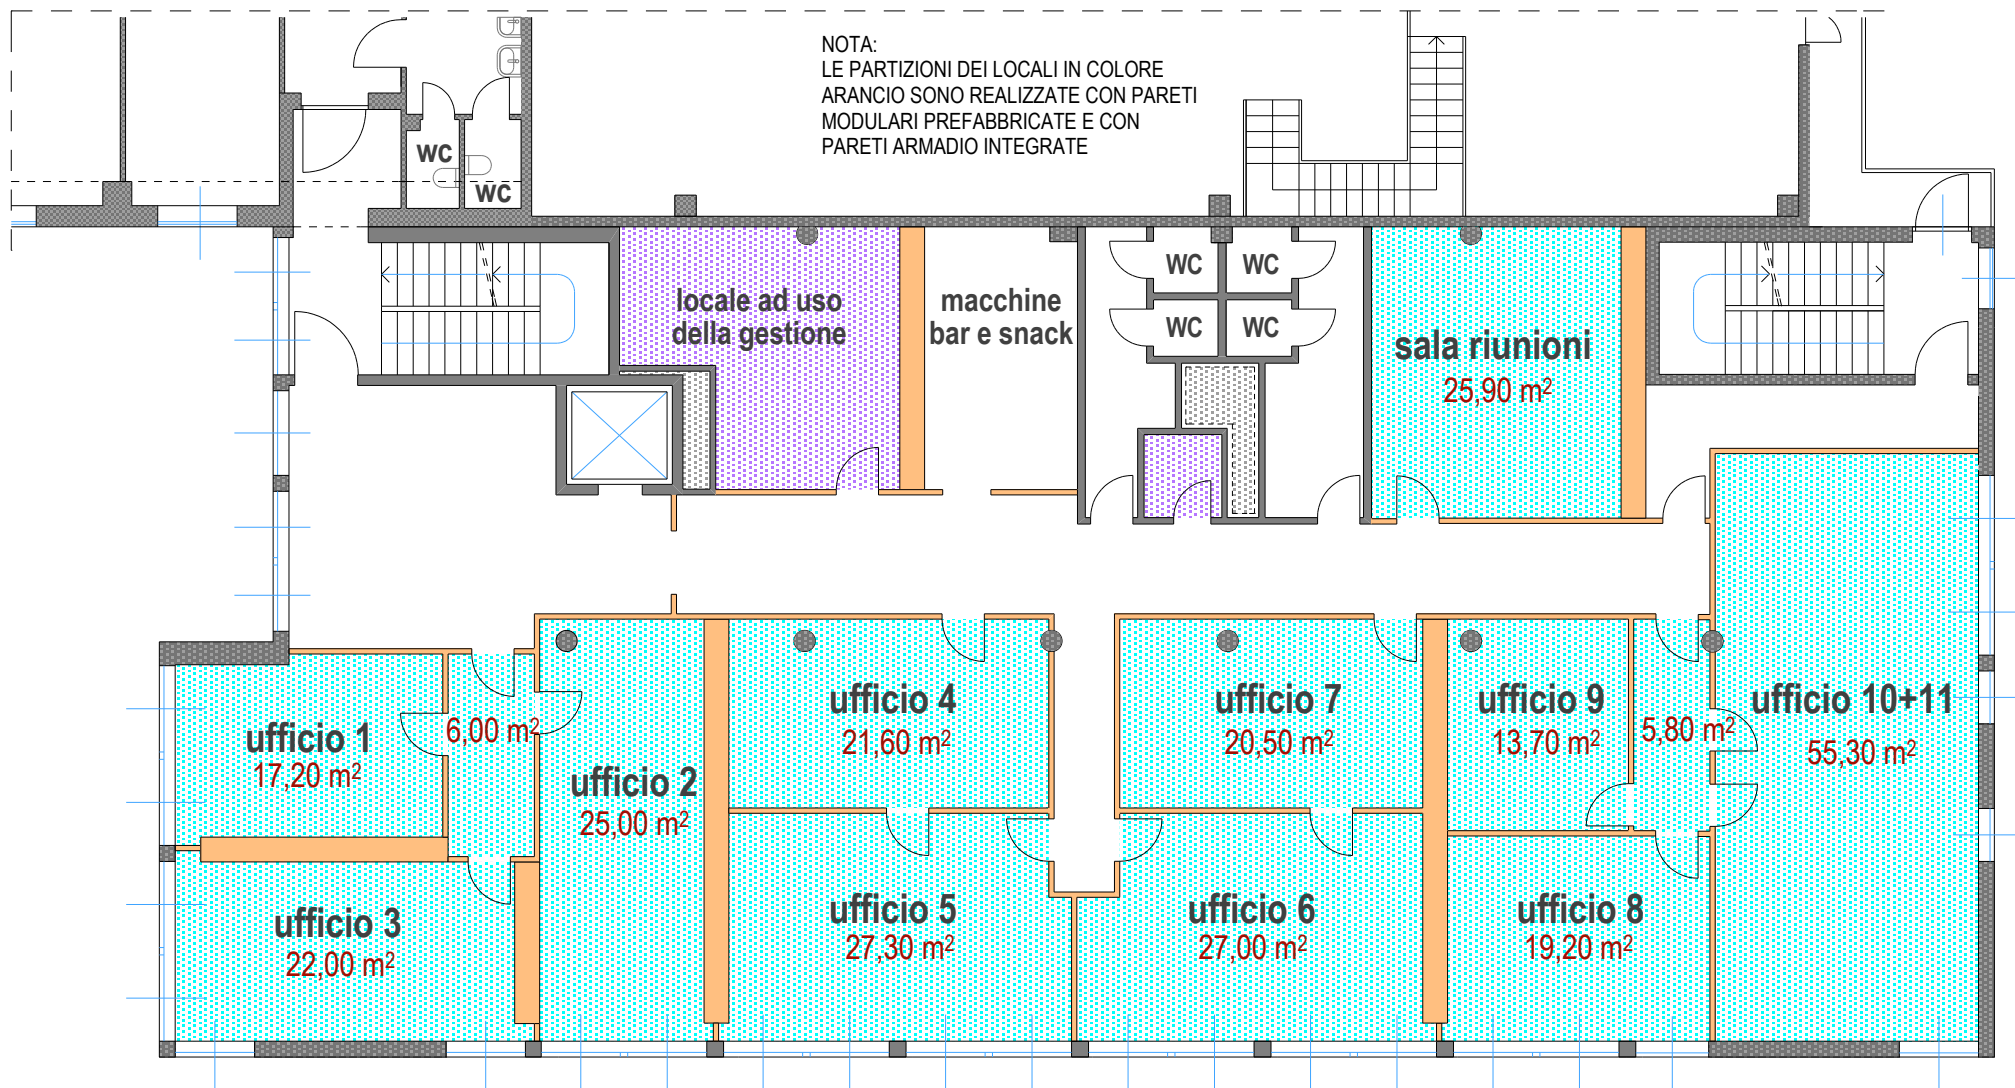 NOTA:
LE PARTIZIONI DEI LOCALI IN COLORE
ARANCIO SONO REALIZZATE CON PARETI
MODULARI PREFABBRICATE E CON
PARETI ARMADIO INTEGRATE
WC
WC
locale ad uso
della gestione
macchine
bar e snack
WC
WC
WC
WC
sala riunioni
25,90 m²
ufficio 1
17,20 m²
6,00 m²
ufficio 2
25,00 m²
ufficio 3
22,00 m²
ufficio 4
21,60 m²
ufficio 5
27,30 m²
ufficio 7
20,50 m²
ufficio 6
27,00 m²
ufficio 9
13,70 m²
5,80 m²
ufficio 8
19,20 m²
ufficio 10+11
55,30 m²